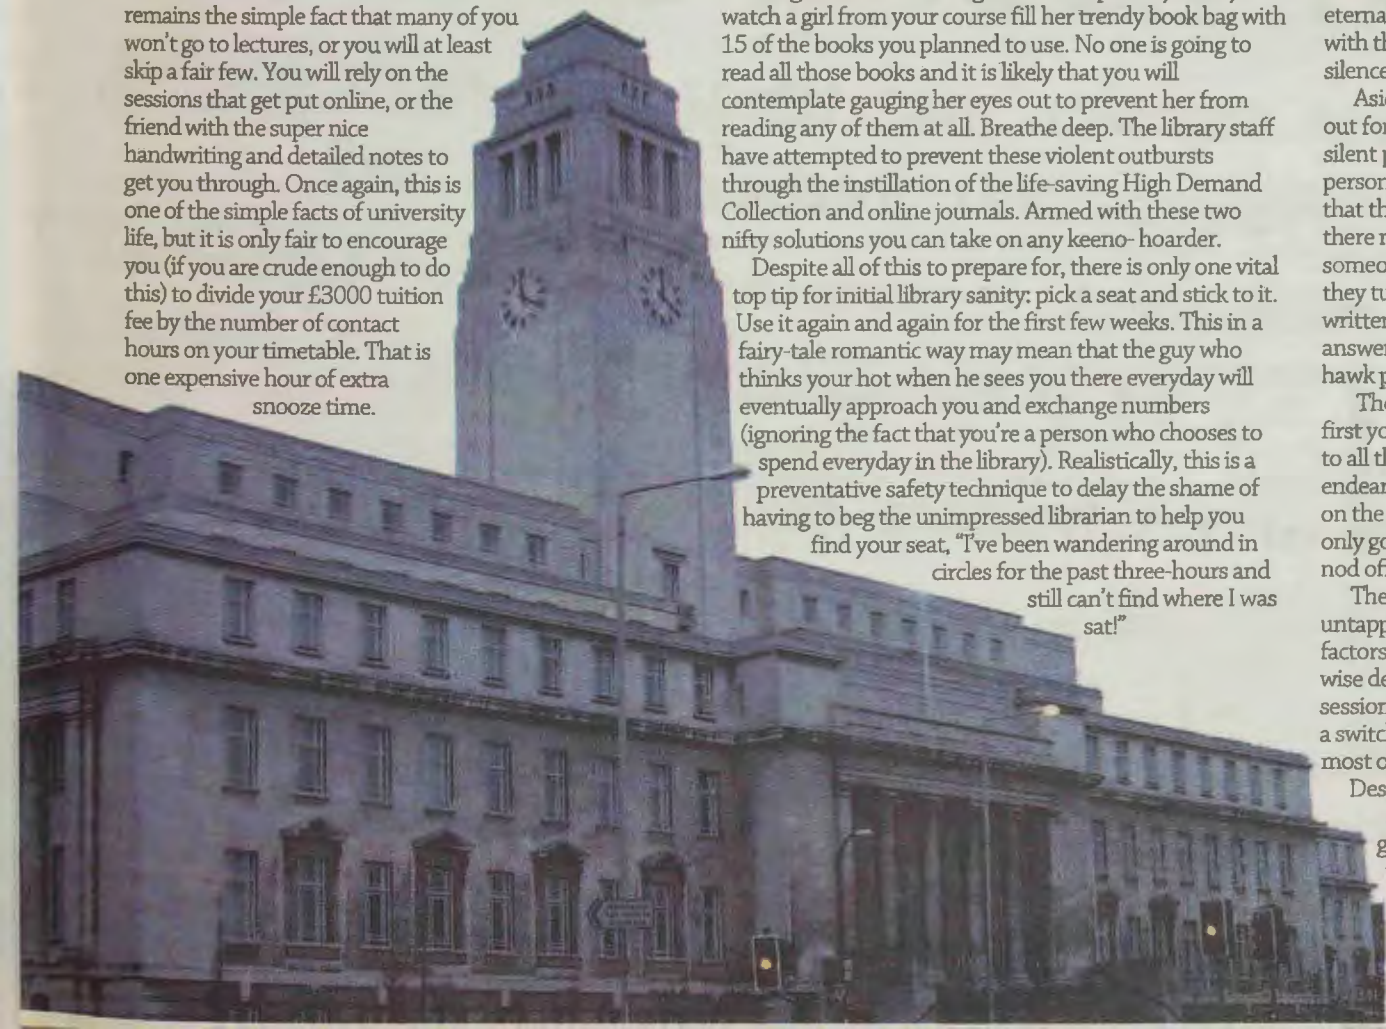 remains the simple fact that many of you
won't go to lectures, or you will at least
skip a fair few. You will rely on the
sessions that get put online, or the
friend with the super nice
handwriting and detailed notes to
get you through. Once again, this is
one of the simple facts of university
life, but it is only fair to encourage
you (if you are crude enough to do
this) to divide your £3000 tuition
fee by the number of contact
hours on your timetable. That is
one expensive hour of extra
snooze time.
watch a girl from your course fill her trendy book bag with
15 of the books you planned to use. No one is going to
read all those books and it is likely that you will
contemplate gauging her eyes out to prevent her from
reading any of them at all. Breathe deep. The library staff
have attempted to prevent these violent outbursts
through the instillation of the life-saving High Demand
Collection and online journals. Armed with these two
nifty solutions you can take on any keeno- hoarder.
Despite all of this to prepare for, there is only one vital
top tip for initial library sanity: pick a seat and stick to it.
Use it again and again for the first few weeks. This in a
fairy-tale romantic way may mean that the guy who
thinks your hot when he sees you there everyday will
eventually approach you and exchange numbers
(ignoring the fact that you're a person who chooses to
spend everyday in the library). Realistically, this is a
preventative safety technique to delay the shame of
having to beg the unimpressed librarian to help you
find your seat, "I've been wandering around in
circles for the past three-hours and
still can't find where I was
sat!"
eterna
with th
silence
Asi
out for
silent
person
that th
there
someo
they tu
written
answer
hawk p
The
first yo
to all th
endear
on the
only go
nod of
The
untapp
factors
wise de
session
a switc
most o
Des
g